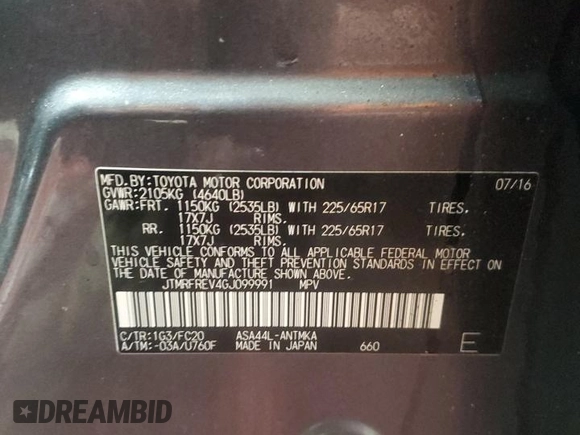 MFD.BY:TOYOTA MOTOR CORPORATION 07/16
GVWR:2105KG (4640LB)
GAWR:FRT. 1150KG (2535LB) WITH 225/65R17 TIRES.
17X7J RIMS.
RR. 1150KG (2535LB) WITH 225/65R17 TIRES.
17X7J RIMS.
THIS VEHICLE CONFORMS TO ALL APPLICABLE FEDERAL MOTOR
VEHICLE SAFETY AND THEFT PREVENTION STANDARDS IN EFFECT
ON THE DATE OF MANUFACTURE SHOWN ABOVE.
JTMRFREV4GJ099991 MPV
C/TR:1G3/FC20 ASA44L-ANTMKA
A/TM:-03A/U760F MADE IN JAPAN 660 E
DREAMBID